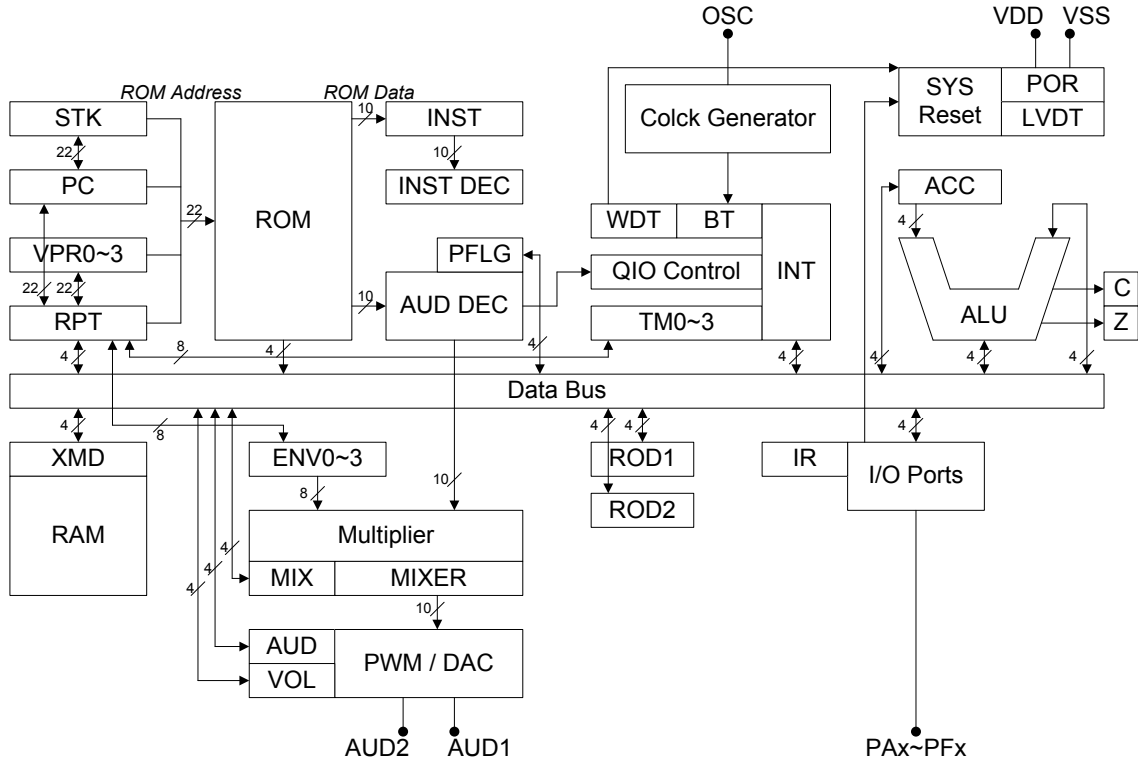 OSC
VDD
VSS
ROM Address
ROM Data
STK
10
INST
Colck Generator
SYS
Reset
POR
LVDT
22
10
PC
INST DEC
ACC
ROM
22
WDT
BT
4
VPR0~3
PFLG
QIO Control
INT
22
22
10
AUD DEC
C
RPT
TM0~3
ALU
Z
4
8
4
4
4
4
4
4
Data Bus
4
8
4
4
4
XMD
ENV0~3
ROD1
IR
I/O Ports
8
10
ROD2
RAM
Multiplier
4
4
4
MIX
MIXER
10
AUD
VOL
PWM / DAC
AUD2
AUD1
PAx~PFx